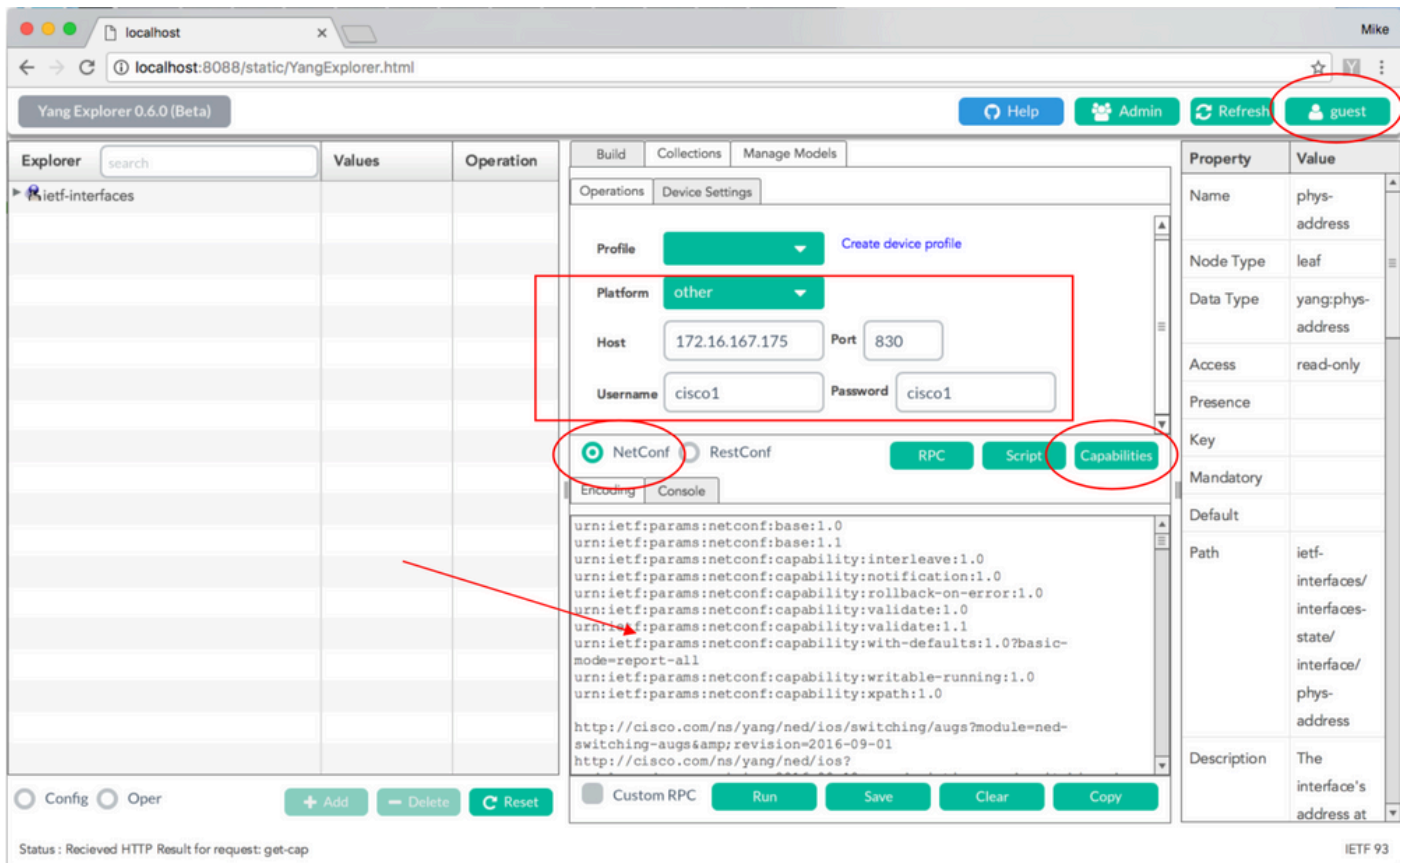 localhost
Mike
localhost:8088/static/YangExplorer.html
Yang Explorer 0.6.0 (Beta)
Help
Admin
Refresh
guest
Explorer
search
Values
Operation
ietf-interfaces
Config
Oper
Add
Delete
Reset
Build
Collections
Manage Models
Operations
Device Settings
Profile
Create device profile
Platform
other
Host
172.16.167.175
Port
830
Username
cisco1
Password
cisco1
NetConf
RestConf
RPC
Script
Capabilities
Encoding
Console
urn:ietf:params:netconf:base:1.0
urn:ietf:params:netconf:base:1.1
urn:ietf:params:netconf:capability:interleave:1.0
urn:ietf:params:netconf:capability:notification:1.0
urn:ietf:params:netconf:capability:rollback-on-error:1.0
urn:ietf:params:netconf:capability:validate:1.0
urn:ietf:params:netconf:capability:validate:1.1
urn:ietf:params:netconf:capability:with-defaults:1.0?basic-
mode=report-all
urn:ietf:params:netconf:capability:writable-running:1.0
urn:ietf:params:netconf:capability:xpath:1.0
http://cisco.com/ns/yang/ned/ios/switching/augs?module=ned-
switching-augs&amp;revision=2016-09-01
http://cisco.com/ns/yang/ned/ios?
Custom RPC
Run
Save
Clear
Copy
Property
Value
Name
phys-
address
Node Type
leaf
Data Type
yang:phys-
address
Access
read-only
Presence
Key
Mandatory
Default
Path
ietf-
interfaces/
interfaces-
state/
interface/
phys-
address
Description
The
interface's
address at
Status : Recieved HTTP Result for request: get-cap
IETF 93